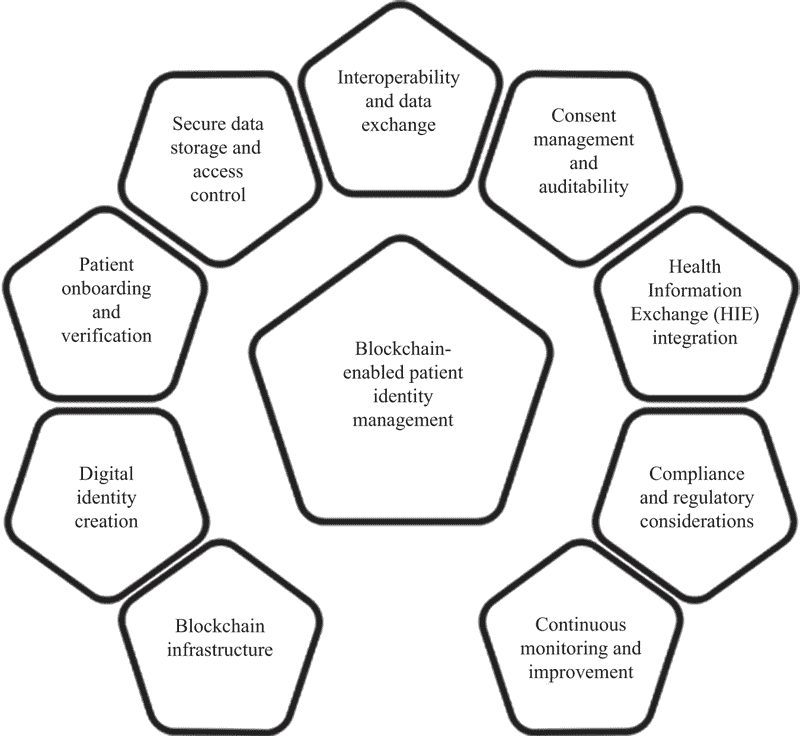 Interoperability
and data
exchange
Secure data
storage and
access
control
Consent
management
and
auditability
Patient
onboarding
and
verification
Health
Information
Exchange (HIE)
integration
Blockchain-
enabled patient
identity
management
Digital
identity
creation
Compliance
and regulatory
considerations
Blockchain
infrastructure
Continuous
monitoring and
improvement